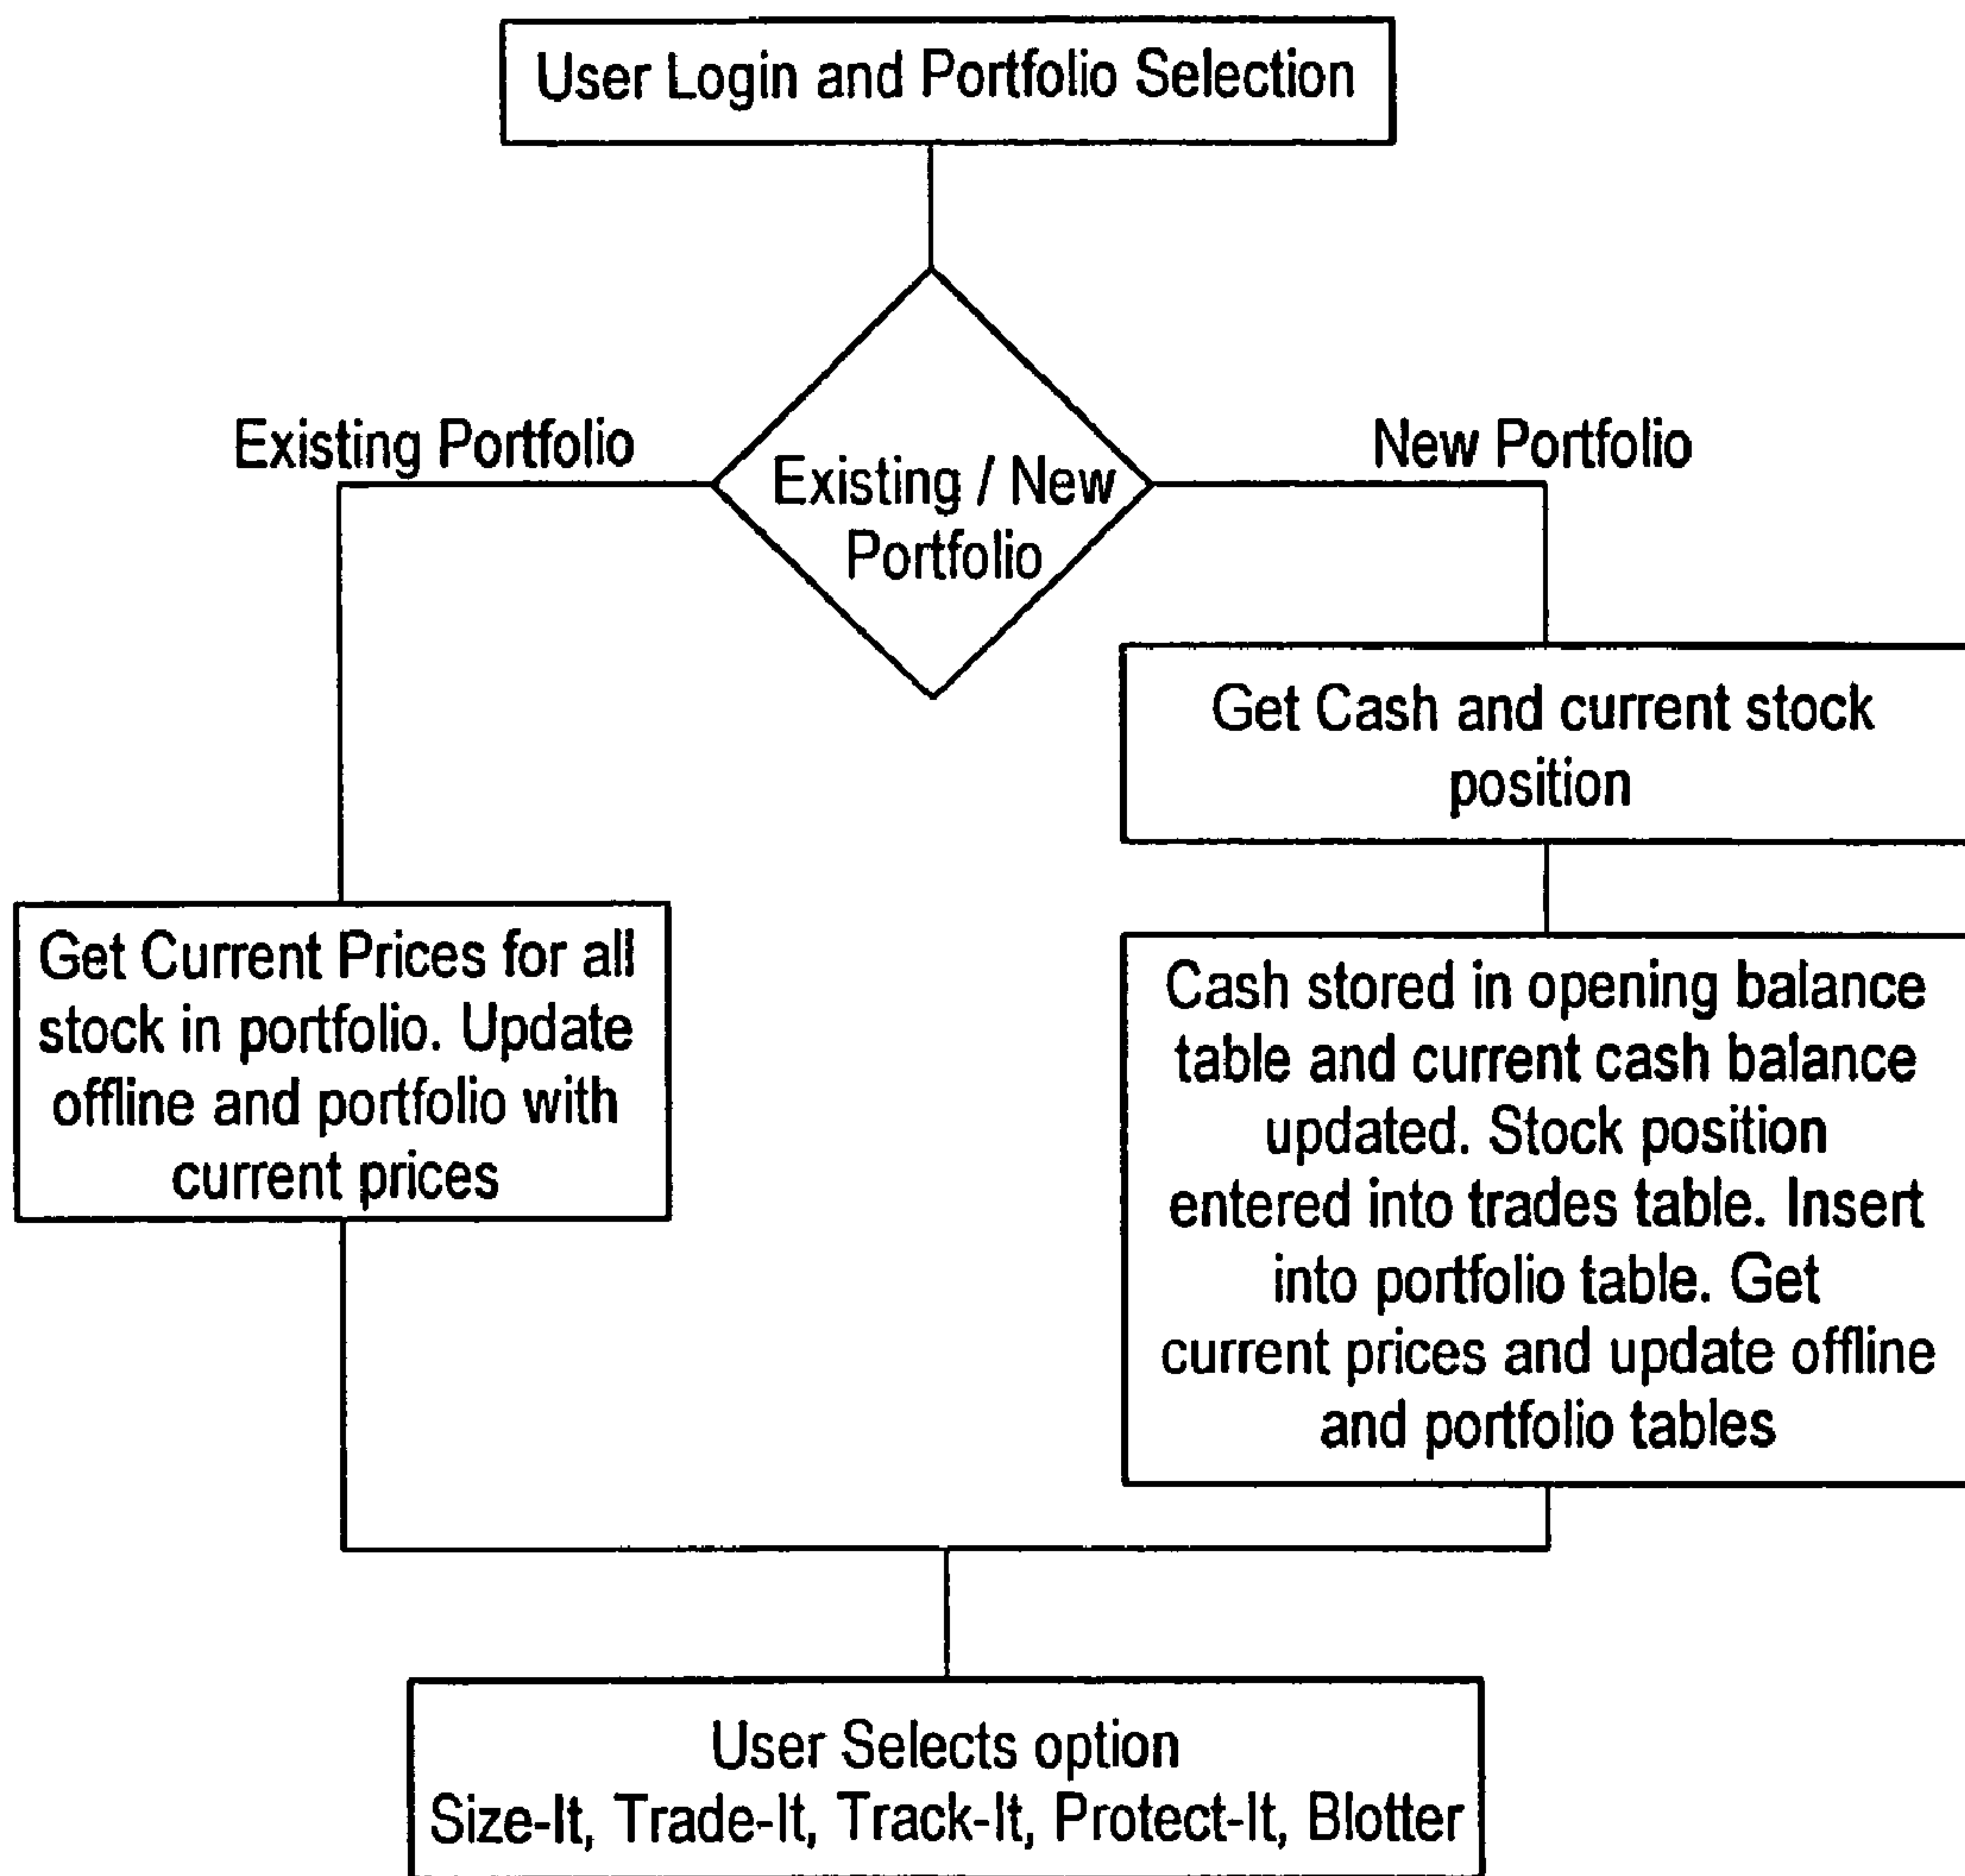 User Login and Portfolio Selection
Existing Portfolio
New Portfolio
Existing / New
Portfolio
Get Cash and current stock
position
Get Current Prices for all
stock in portfolio. Update
offline and portfolio with
current prices
Cash stored in opening balance
table and current cash balance
updated. Stock position
entered into trades table. Insert
into portfolio table. Get
current prices and update offline
and portfolio tables
User Selects option
Size-It, Trade-It, Track-It, Protect-It, Blotter